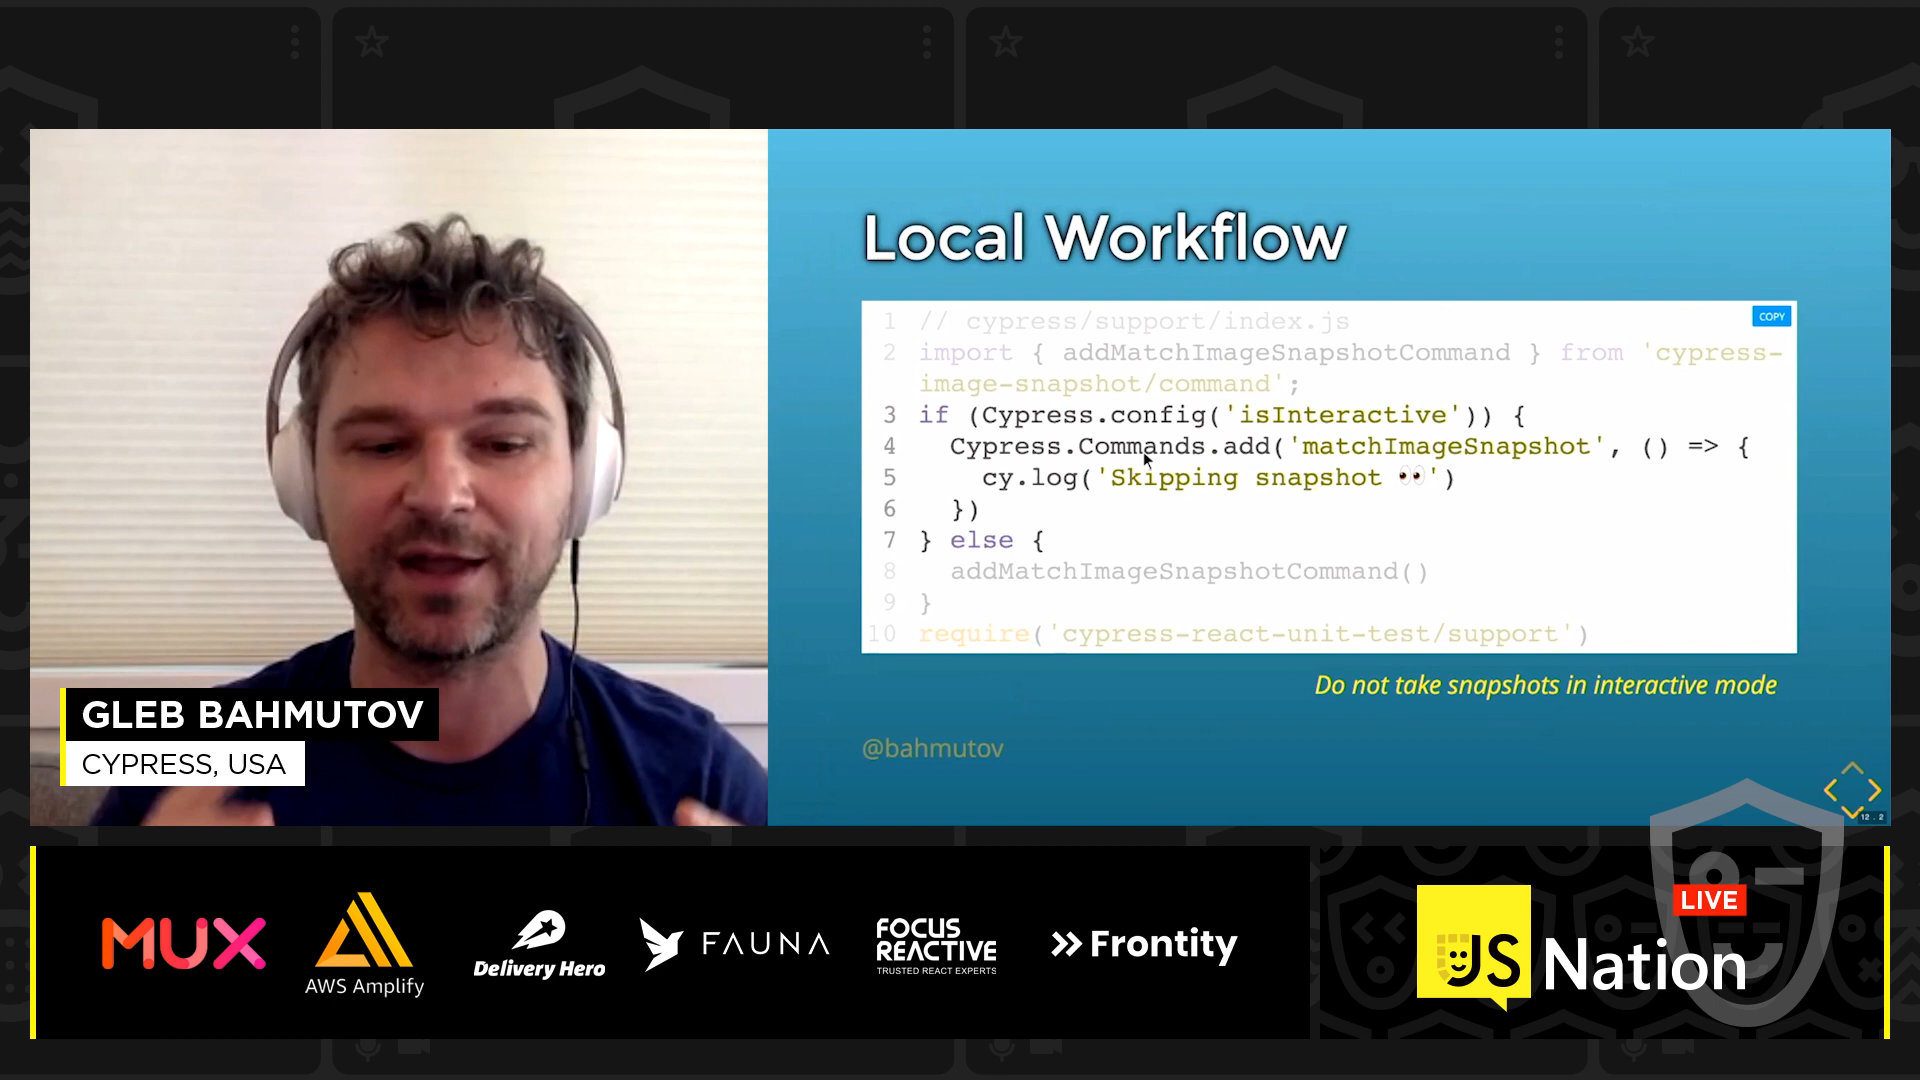 Local Workflow
COPY
1 // cypress/support/index.js
2 import { addMatchImageSnapshotCommand } from 'cypress-
image-snapshot/command';
3 if (Cypress.config('isInteractive')) {
4 Cypress.Commands.add('matchImageSnapshot', () => {
5 cy.log('Skipping snapshot 👀')
6 })
7 } else {
8 addMatchImageSnapshotCommand()
9 }
10 require('cypress-react-unit-test/support')
Do not take snapshots in interactive mode
@bahmutov
12.2
GLEB BAHMUTOV
CYPRESS, USA
MUX
AWS Amplify
Delivery Hero
FAUNA
FOCUS
REACTIVE
TRUSTED REACT EXPERTS
Frontity
JS Nation
LIVE